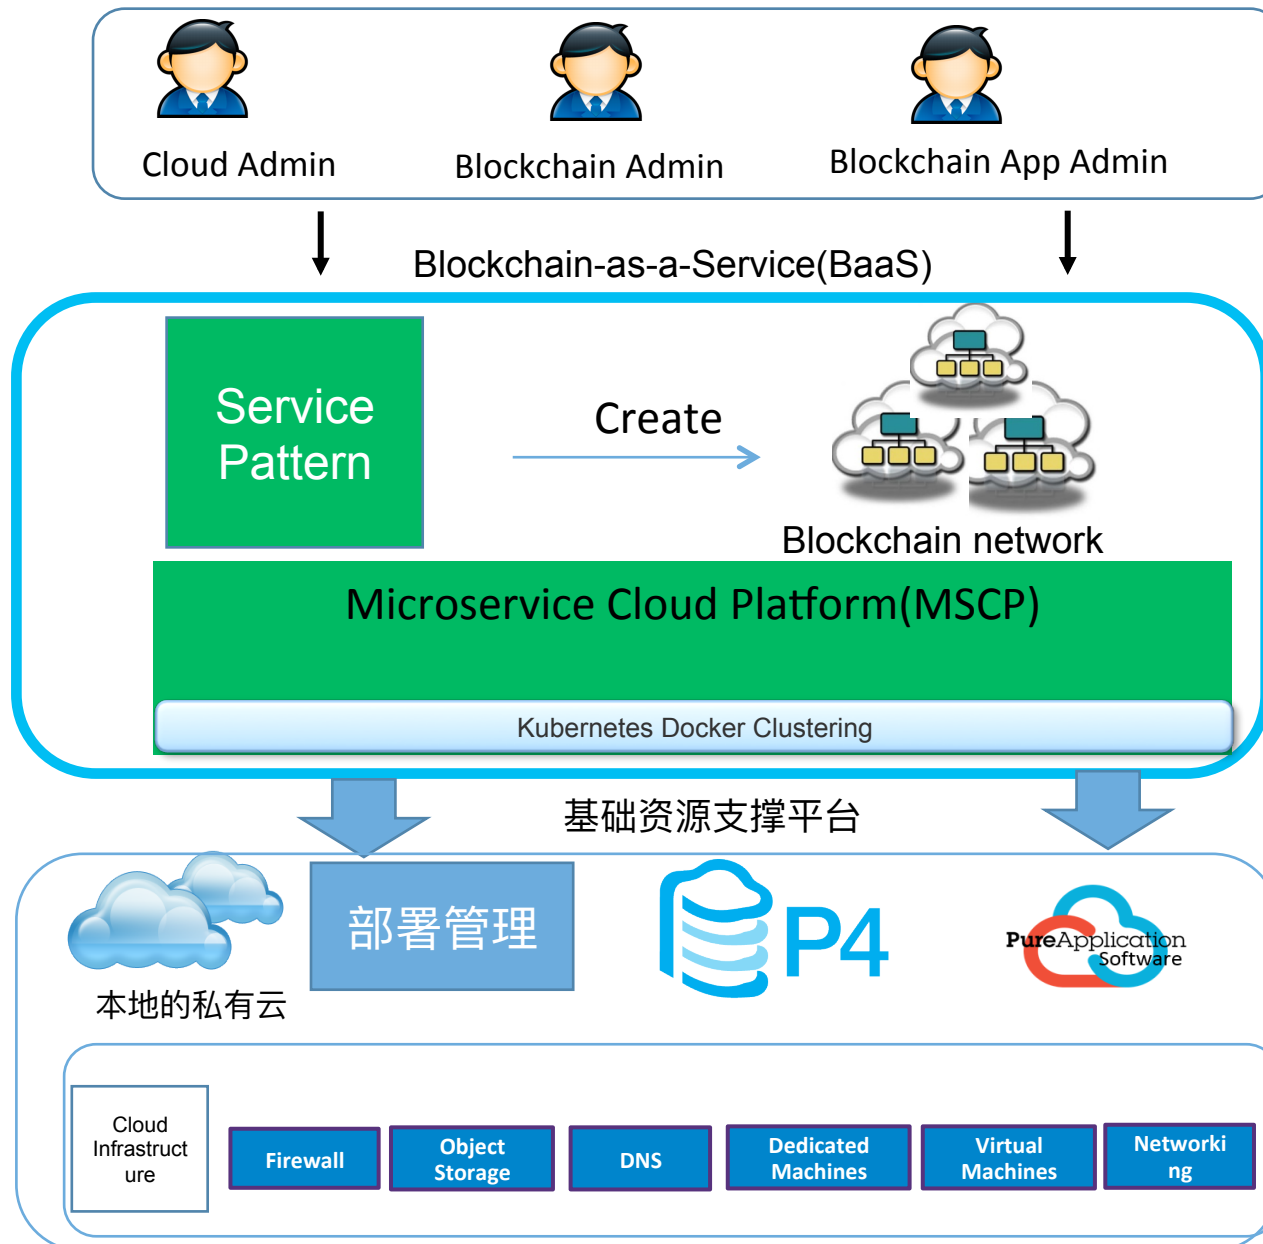 Cloud Admin
Blockchain Admin
Blockchain App Admin
Blockchain-as-a-Service(BaaS)
Service
Pattern
Create
Blockchain network
Microservice Cloud Platform(MSCP)
Kubernetes Docker Clustering
基础资源支撑平台
部署管理
P4
PureApplication
Software
本地的私有云
Cloud
Infrastruct
ure
Firewall
Object
Storage
DNS
Dedicated
Machines
Virtual
Machines
Networki
ng